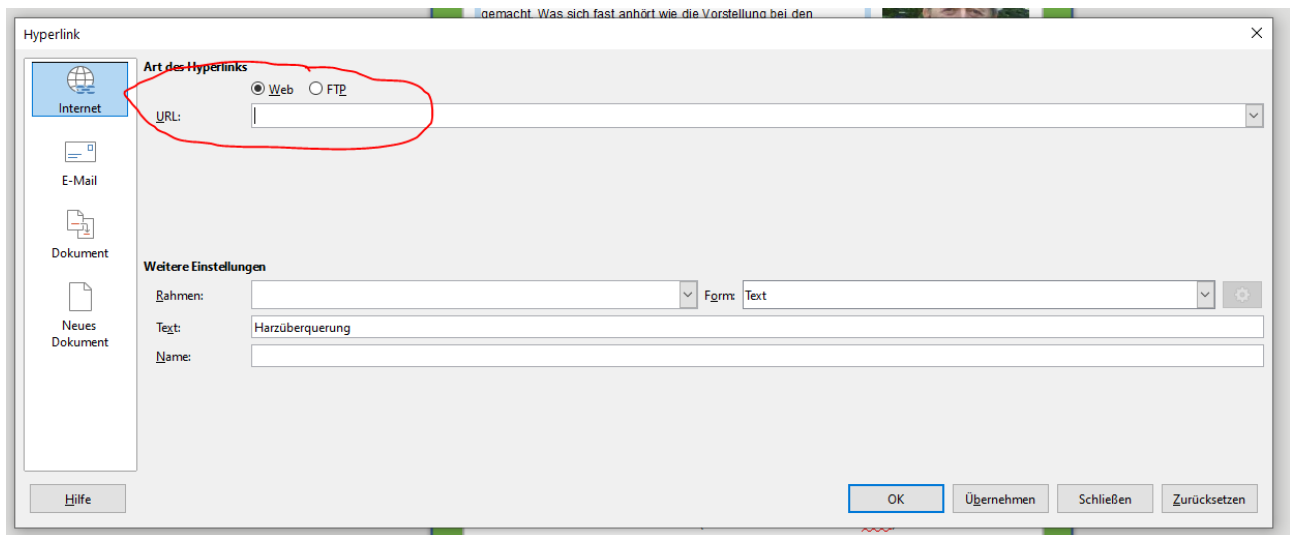 gemacht. Was sich fast anhört wie die Vorstellung bei den
Hyperlink
Internet
E-Mail
Dokument
Neues
Dokument
Art des Hyperlinks
Web FTP
URL:
Weitere Einstellungen
Rahmen: Form: Text
Text: Harzüberquerung
Name:
Hilfe OK Übernehmen Schließen Zurücksetzen